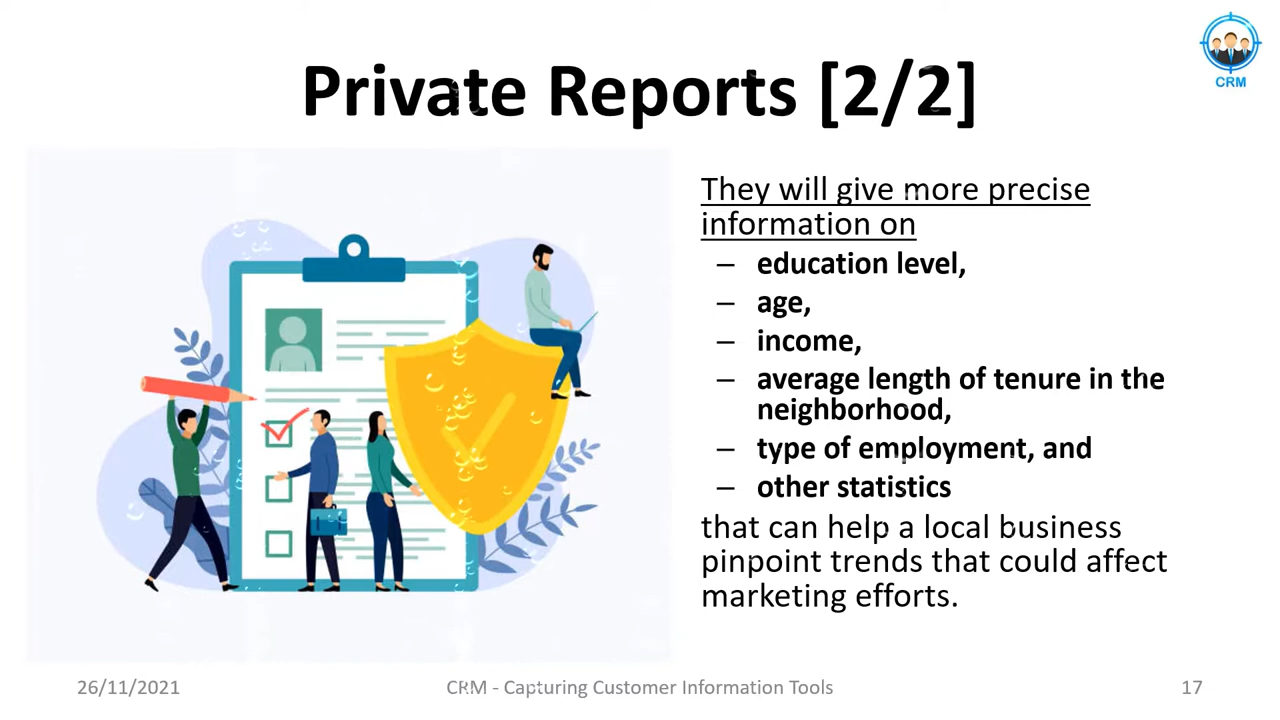 CRM
Private Reports [2/2]
They will give more precise
information on
– education level,
– age,
– income,
– average length of tenure in the
neighborhood,
– type of employment, and
– other statistics
that can help a local business
pinpoint trends that could affect
marketing efforts.
26/11/2021
CRM - Capturing Customer Information Tools
17